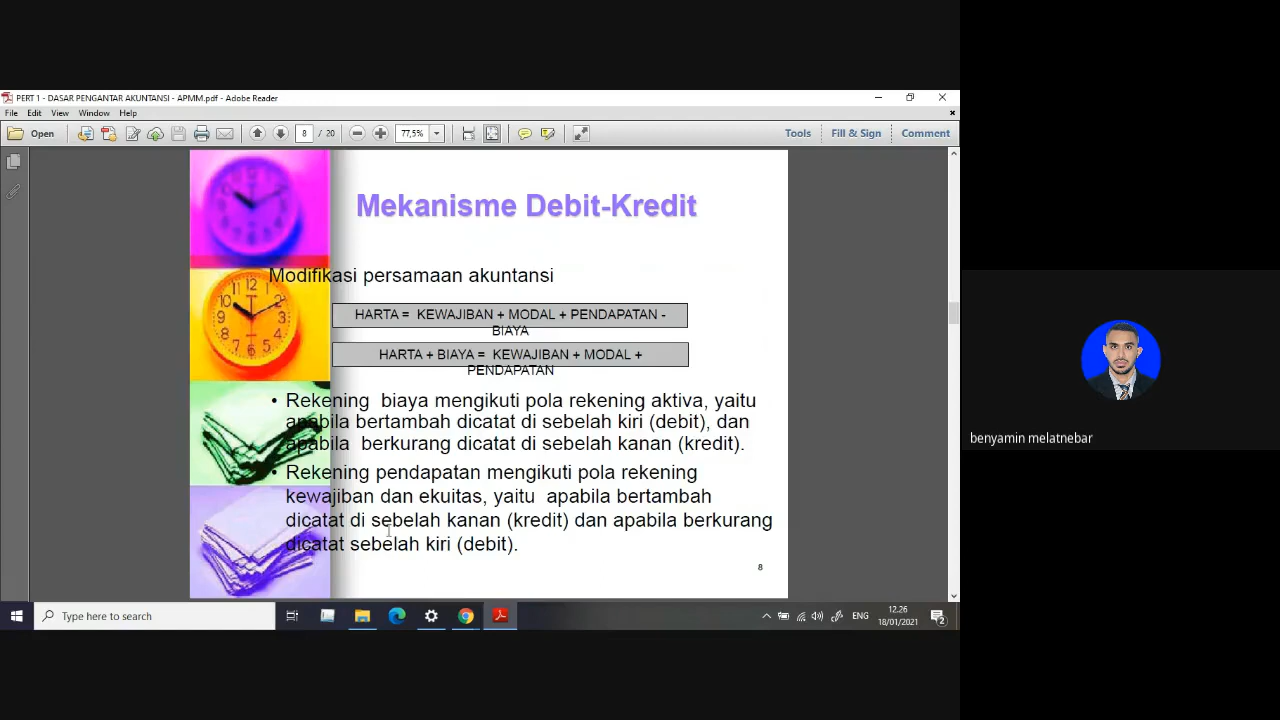 PERT 1 - DASAR PENGANTAR AKUNTANSI - APMM.pdf - Adobe Reader
File Edit View Window Help
Open 8 / 20 77,5% Tools Fill & Sign Comment
Mekanisme Debit-Kredit
Modifikasi persamaan akuntansi
HARTA = KEWAJIBAN + MODAL + PENDAPATAN -
BIAYA
HARTA + BIAYA = KEWAJIBAN + MODAL +
PENDAPATAN
• Rekening biaya mengikuti pola rekening aktiva, yaitu
apabila bertambah dicatat di sebelah kiri (debit), dan
apabila berkurang dicatat di sebelah kanan (kredit).
• Rekening pendapatan mengikuti pola rekening
kewajiban dan ekuitas, yaitu apabila bertambah
dicatat di sebelah kanan (kredit) dan apabila berkurang
dicatat sebelah kiri (debit).
8
benyamin melatnebar
Type here to search
ENG
12.26
18/01/2021
2